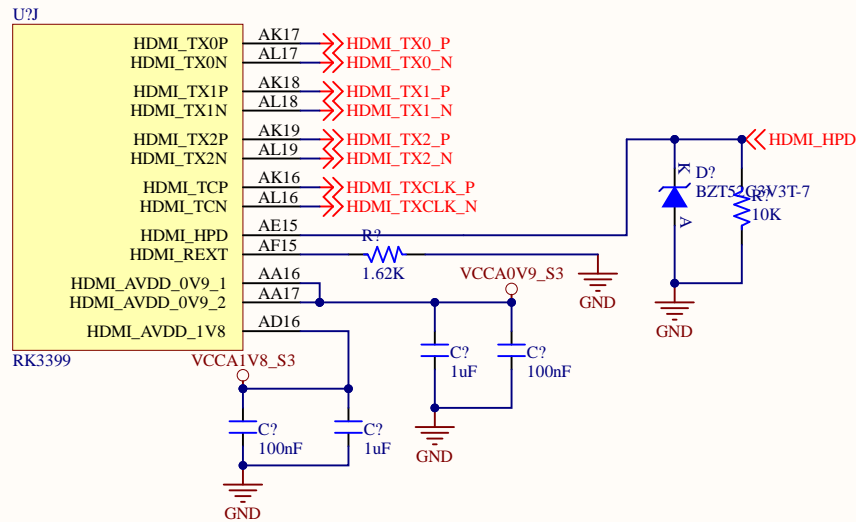 U?J
HDMI_TX0P AK17 HDMI_TX0_P
HDMI_TX0N AL17 HDMI_TX0_N
HDMI_TX1P AK18 HDMI_TX1_P
HDMI_TX1N AL18 HDMI_TX1_N
HDMI_TX2P AK19 HDMI_TX2_P
HDMI_TX2N AL19 HDMI_TX2_N
HDMI_TCP AK16 HDMI_TXCLK_P
HDMI_TCN AL16 HDMI_TXCLK_N
HDMI_HPD AE15
HDMI_REXT AF15
HDMI_AVDD_0V9_1 AA16
HDMI_AVDD_0V9_2 AA17
HDMI_AVDD_1V8 AD16
RK3399
HDMI_HPD
K
D?
BZT52C3V3T-7
A
R?
10K
GND
R?
1.62K
GND
VCCA0V9_S3
C?
1uF
C?
100nF
GND
VCCA1V8_S3
C?
100nF
C?
1uF
GND